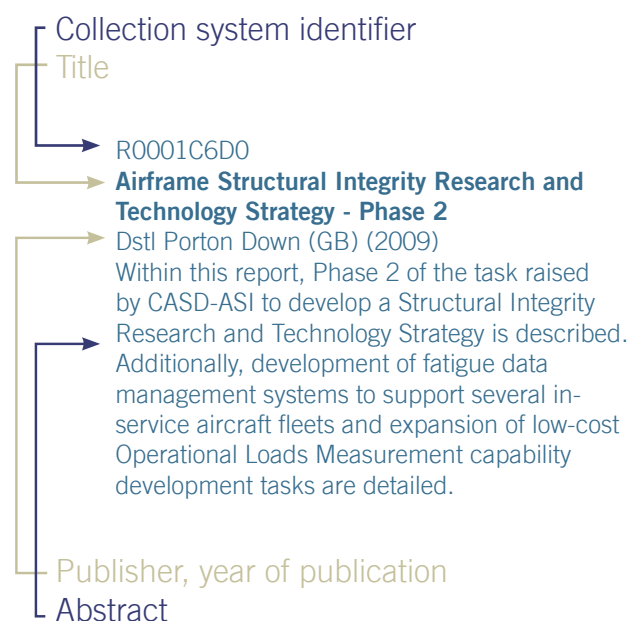 Collection system identifier
Title
R0001C6D0
Airframe Structural Integrity Research and
Technology Strategy - Phase 2
Dstl Porton Down (GB) (2009)
Within this report, Phase 2 of the task raised
by CASD-ASI to develop a Structural Integrity
Research and Technology Strategy is described.
Additionally, development of fatigue data
management systems to support several in-
service aircraft fleets and expansion of low-cost
Operational Loads Measurement capability
development tasks are detailed.
Publisher, year of publication
Abstract